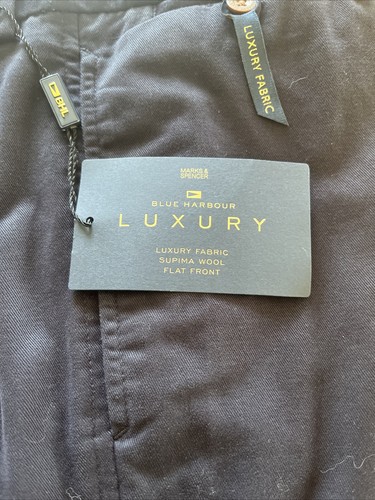 BHL
LUXURY FABRIC
MARKS &
SPENCER
BLUE HARBOUR
LUXURY
LUXURY FABRIC
SUPIMA WOOL
FLAT FRONT